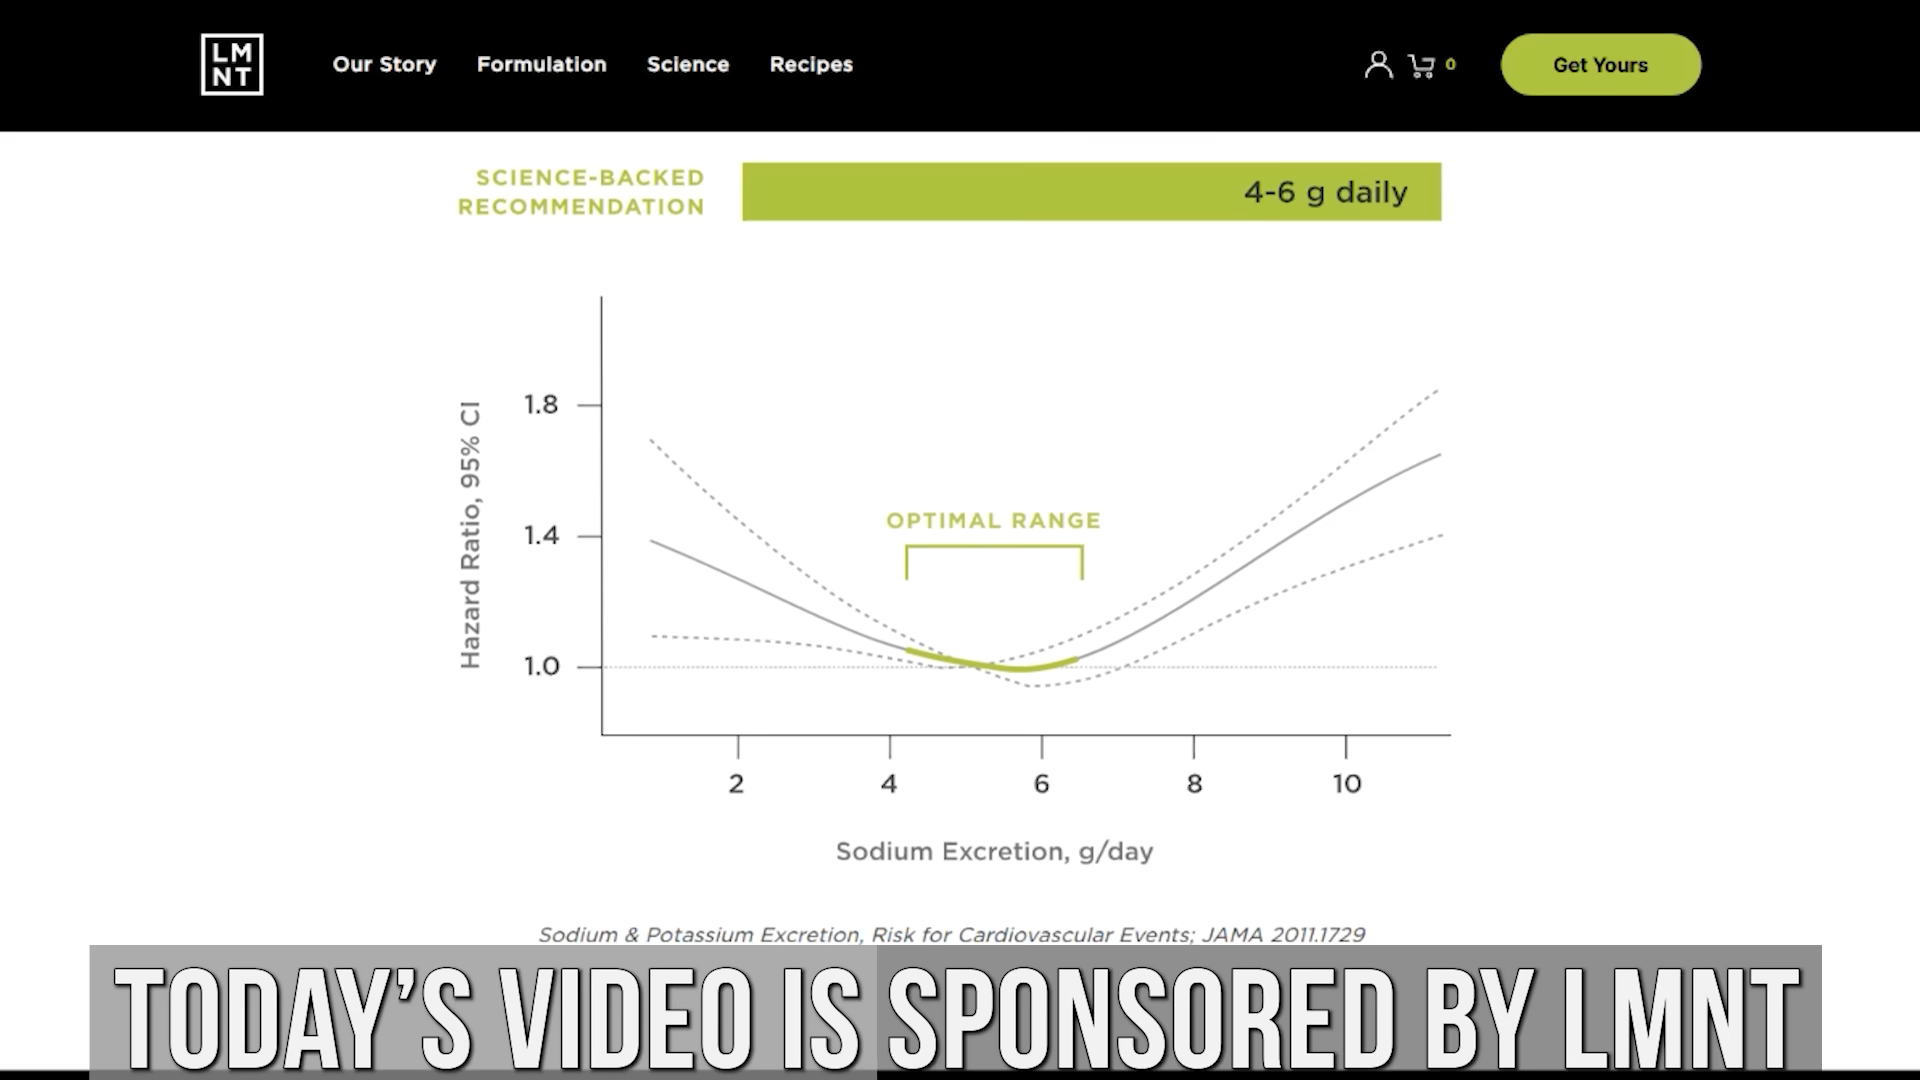 LM
NT
Our Story
Formulation
Science
Recipes
0
Get Yours
SCIENCE-BACKED
RECOMMENDATION
4-6 g daily
Hazard Ratio, 95% CI
1.8
1.4
1.0
OPTIMAL RANGE
2
4
6
8
10
Sodium Excretion, g/day
Sodium & Potassium Excretion, Risk for Cardiovascular Events; JAMA 2011.1729
TODAY'S VIDEO IS SPONSORED BY LMNT